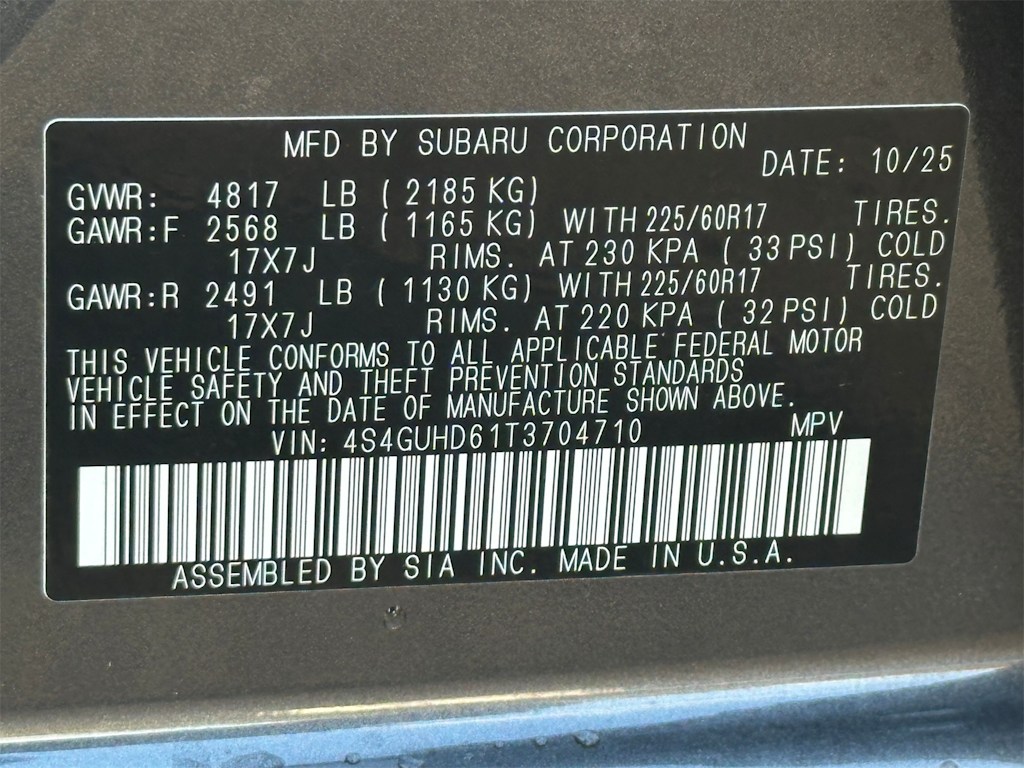 MFD BY SUBARU CORPORATION
DATE: 10/25
GVWR: 4817 LB ( 2185 KG)
GAWR:F 2568 LB ( 1165 KG) WITH 225/60R17 TIRES.
17X7J RIMS. AT 230 KPA ( 33 PSI) COLD
GAWR:R 2491 LB ( 1130 KG) WITH 225/60R17 TIRES.
17X7J RIMS. AT 220 KPA ( 32 PSI) COLD
THIS VEHICLE CONFORMS TO ALL APPLICABLE FEDERAL MOTOR
VEHICLE SAFETY AND THEFT PREVENTION STANDARDS
IN EFFECT ON THE DATE OF MANUFACTURE SHOWN ABOVE.
VIN: 4S4GUHD61T3704710 MPV
ASSEMBLED BY SIA INC. MADE IN U.S.A.